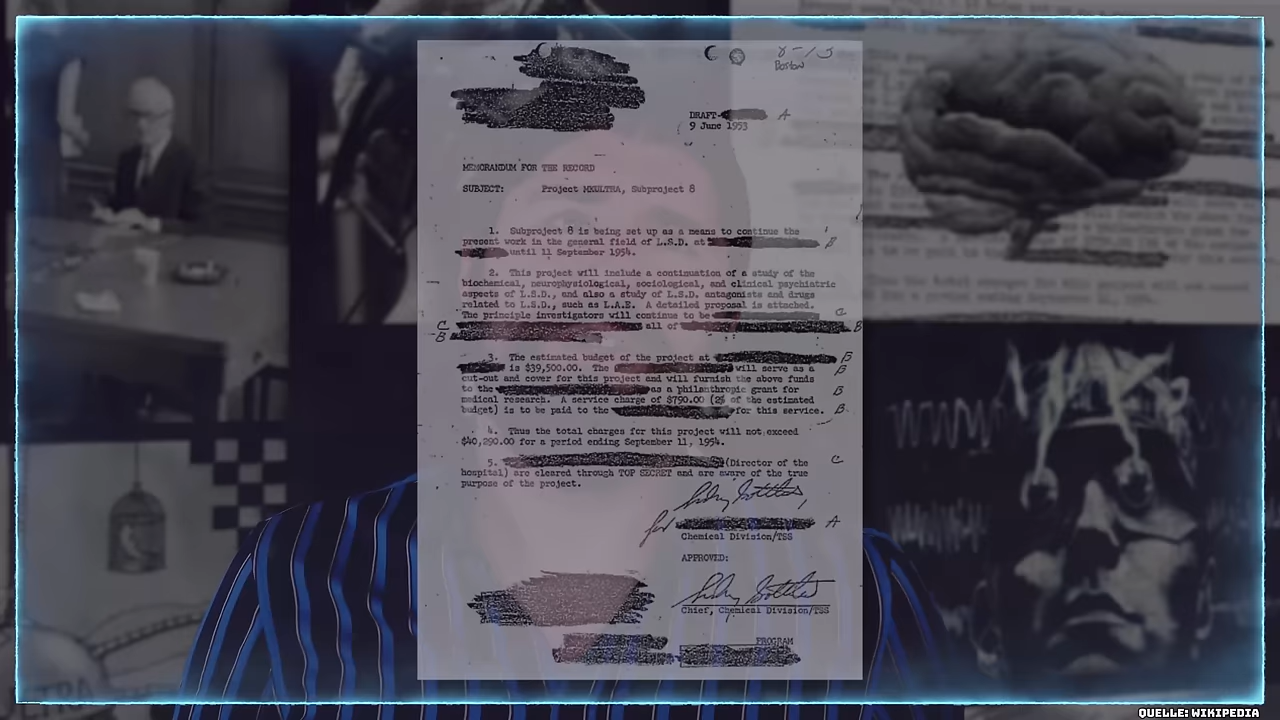 8-13
Boston
DRAFT- A
9 June 1953
MEMORANDUM FOR THE RECORD
SUBJECT: Project MKULTRA, Subproject 8
1. Subproject 8 is being set up as a means to continue the
present work in the general field of L.S.D. at B
until 11 September 1954.
2. This project will include a continuation of a study of the
biochemical, neurophysiological, sociological, and clinical psychiatric
aspects of L.S.D., and also a study of L.S.D. antagonists and drugs
related to L.S.D., such as L.A.E. A detailed proposal is attached.
The principle investigators will continue to be C
C all of B
B
3. The estimated budget of the project at B
is $39,500.00. The will serve as a B
cut-out and cover for this project and will furnish the above funds
to the as a philanthropic grant for B
medical research. A service charge of $790.00 (2% of the estimated
budget) is to be paid to the for this service. B
4. Thus the total charges for this project will not exceed
$40,290.00 for a period ending September 11, 1954.
5. (Director of the C
hospital) are cleared through TOP SECRET and are aware of the true
purpose of the project.
Sidney Gottlieb
for A
Chemical Division/TSS
APPROVED:
Sidney Gottlieb
Chief, Chemical Division/TSS
PROGRAM
QUELLE: WIKIPEDIA